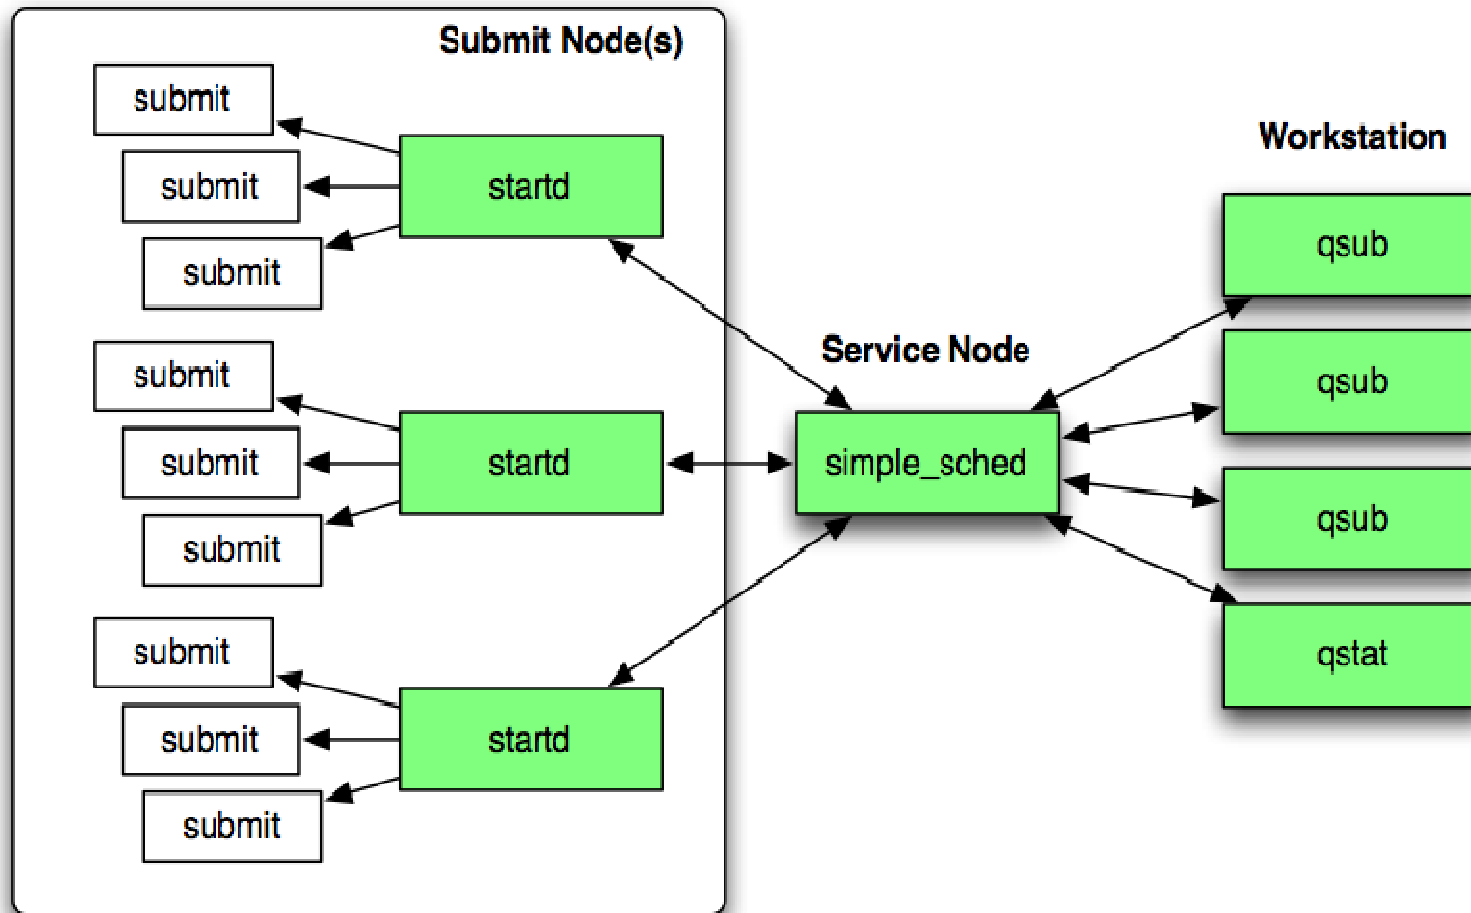 Submit Node(s)
submit
submit
submit
startd
submit
submit
submit
startd
submit
submit
submit
startd
Service Node
simple_sched
Workstation
qsub
qsub
qsub
qstat